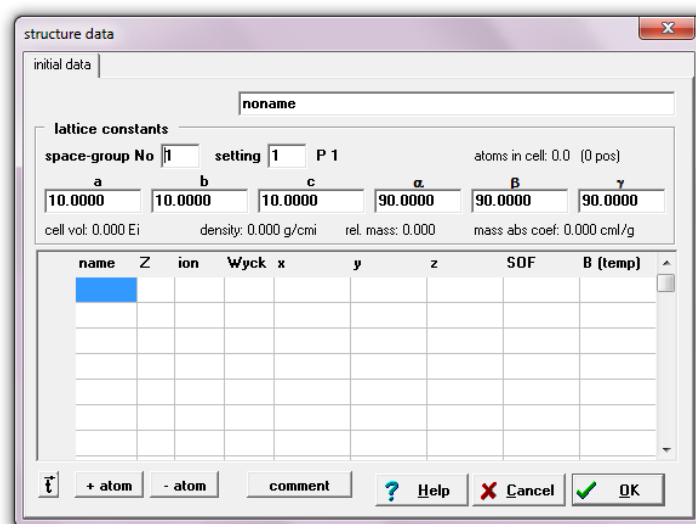 structure data
x
initial data
noname
lattice constants
space-group No 1 setting 1 P 1 atoms in cell: 0.0 (0 pos)
a b c α β γ
10.0000 10.0000 10.0000 90.0000 90.0000 90.0000
cell vol: 0.000 Ei density: 0.000 g/cmi rel. mass: 0.000 mass abs coef: 0.000 cml/g
name Z ion Wyck x y z SOF B (temp)
t + atom - atom comment ? Help Cancel OK